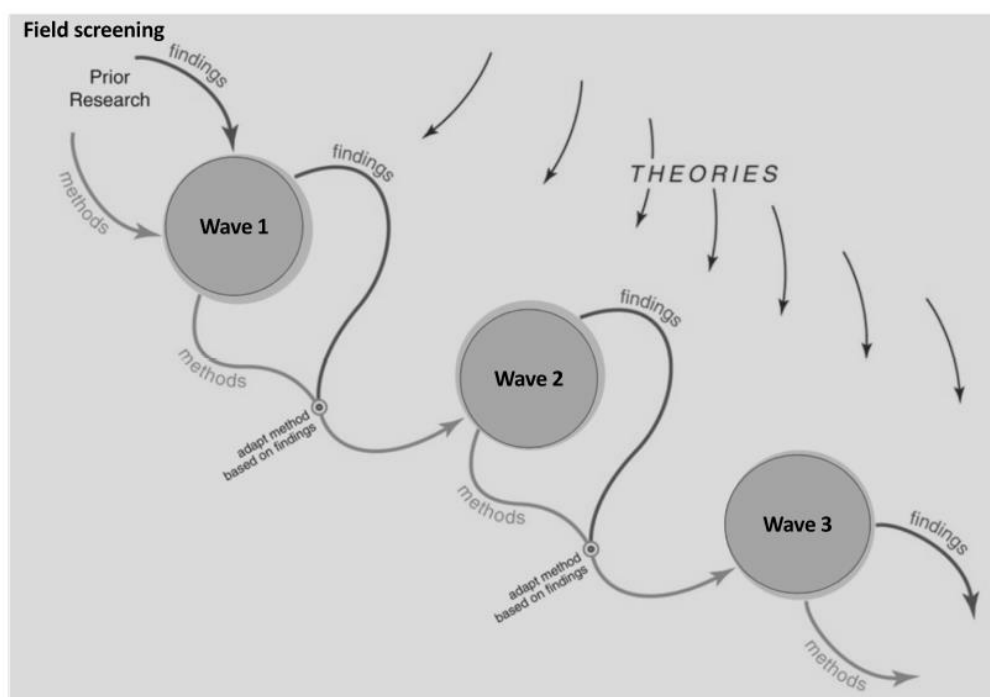 Field screening
findings
Prior
Research
methods
Wave 1
findings
THEORIES
methods
adapt method
based on findings
findings
Wave 2
methods
adapt method
based on findings
Wave 3
findings
methods